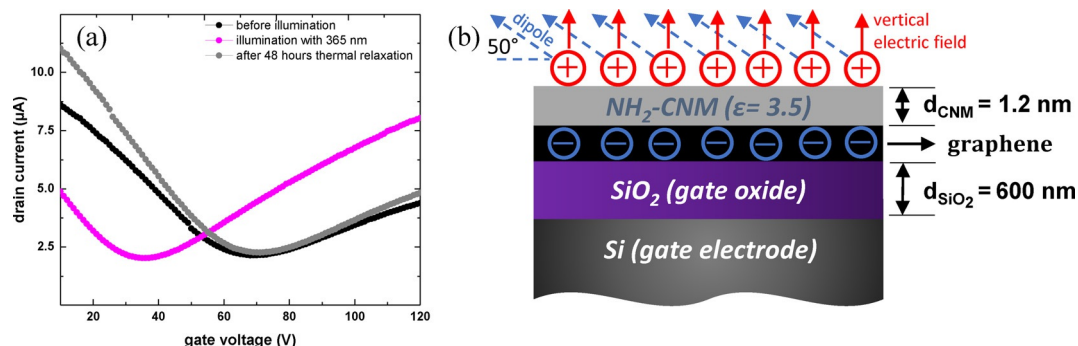 (a)
before illumination
illumination with 365 nm
after 48 hours thermal relaxation
drain current (μA)
10.0
7.5
5.0
2.5
20 40 60 80 100 120
gate voltage (V)
(b)
dipole
50°
vertical
electric field
NH₂-CNM (ε= 3.5)
d_CNM = 1.2 nm
graphene
SiO₂ (gate oxide)
d_SiO₂ = 600 nm
Si (gate electrode)